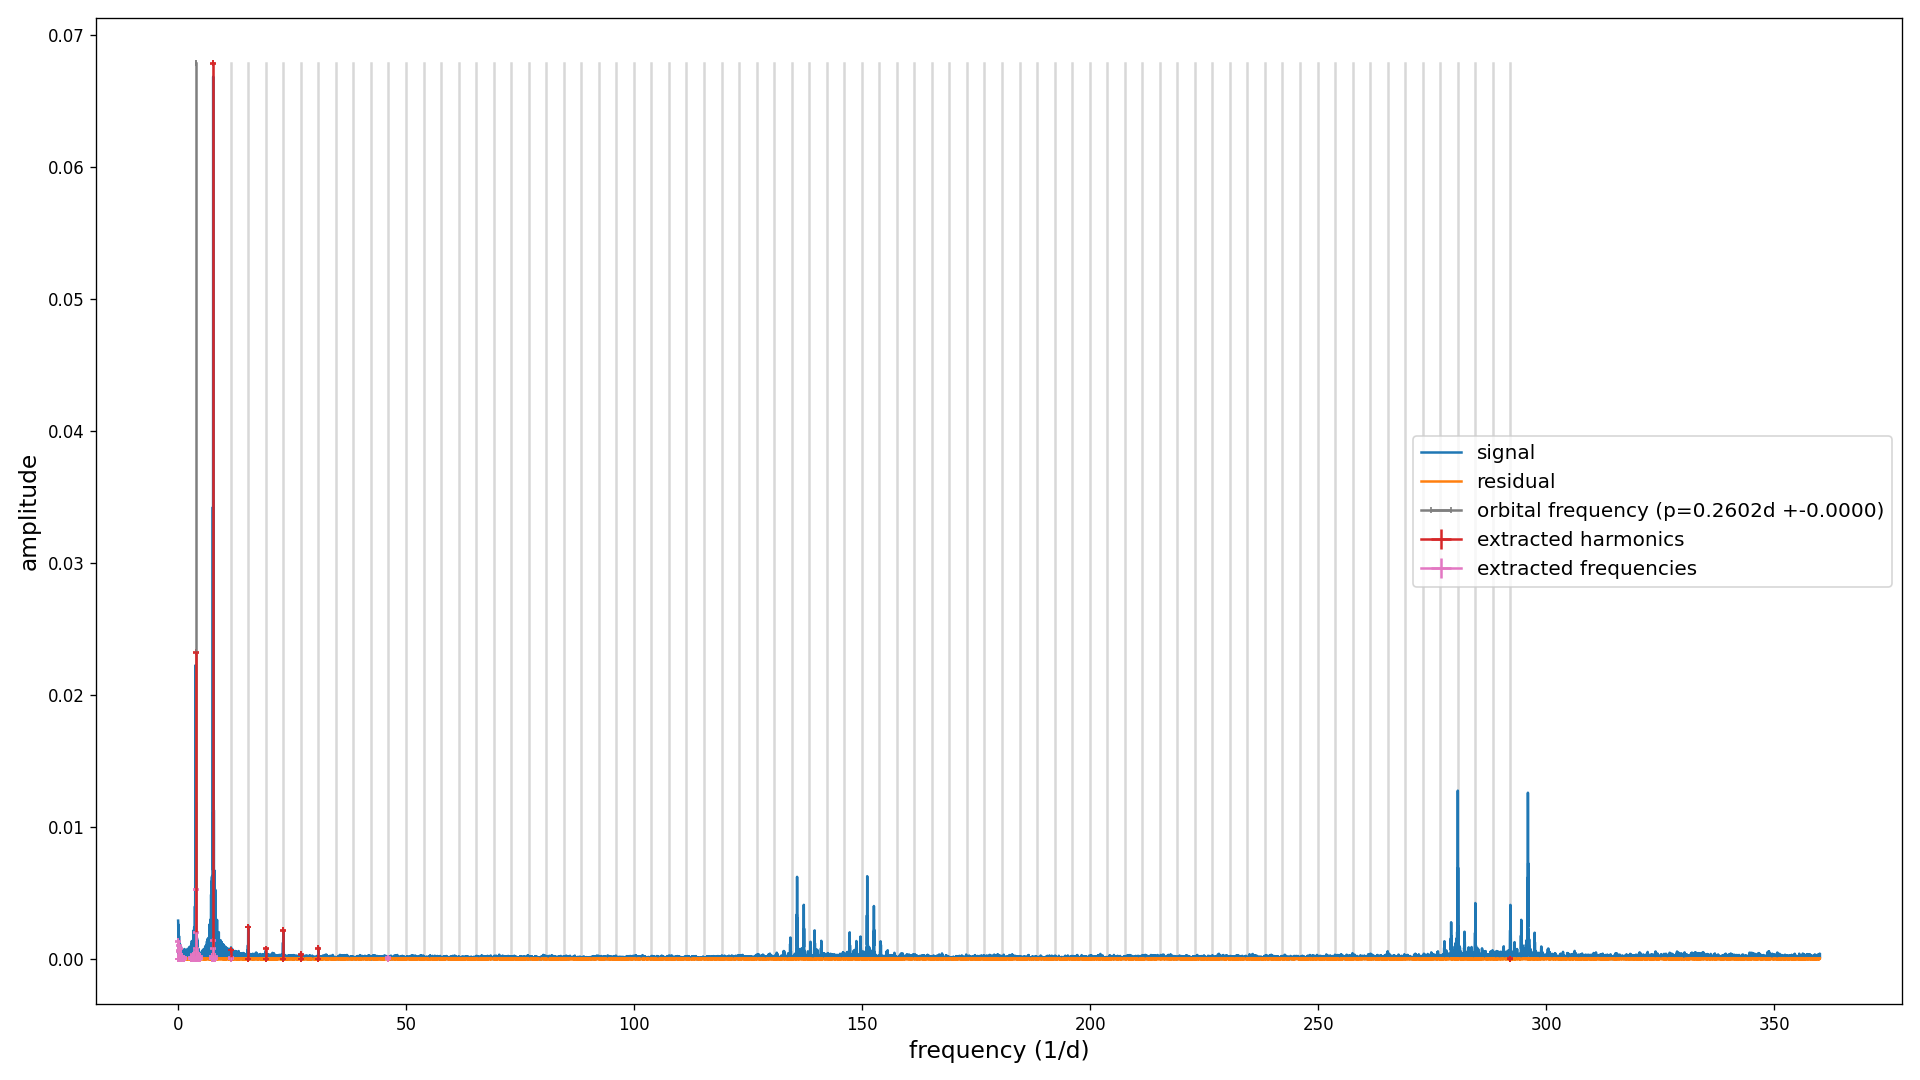 0.07
0.06
0.05
0.04
0.03
0.02
0.01
0.00
amplitude
signal
residual
orbital frequency (p=0.2602d +-0.0000)
extracted harmonics
extracted frequencies
0 50 100 150 200 250 300 350
frequency (1/d)